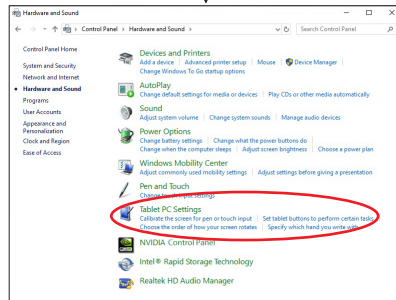 Hardware and Sound
Control Panel › Hardware and Sound ›
Search Control Panel
Control Panel Home
System and Security
Network and Internet
Hardware and Sound
Programs
User Accounts
Appearance and
Personalization
Clock and Region
Ease of Access
Devices and Printers
Add a device | Advanced printer setup | Mouse | Device Manager
Change Windows To Go startup options
AutoPlay
Change default settings for media or devices | Play CDs or other media automatically
Sound
Adjust system volume | Change system sounds | Manage audio devices
Power Options
Change battery settings | Change what the power buttons do
Change when the computer sleeps | Adjust screen brightness | Choose a power plan
Windows Mobility Center
Adjust commonly used mobility settings | Adjust settings before giving a presentation
Pen and Touch
Change touch input settings
Tablet PC Settings
Calibrate the screen for pen or touch input | Set tablet buttons to perform certain tasks
Choose the order of how your screen rotates | Specify which hand you write with
NVIDIA Control Panel
Intel® Rapid Storage Technology
Realtek HD Audio Manager